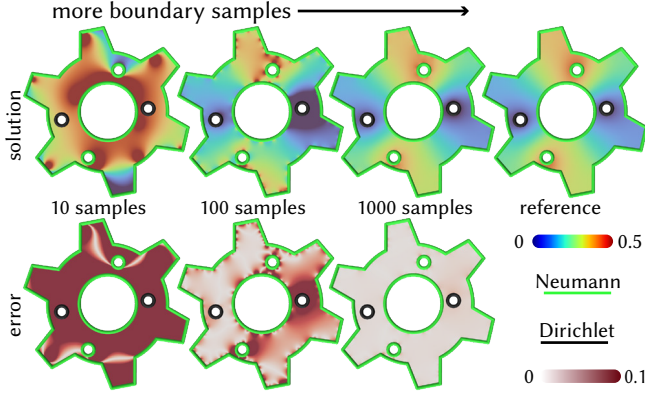 more boundary samples
solution
10 samples
100 samples
1000 samples
reference
0
0.5
Neumann
error
Dirichlet
0
0.1